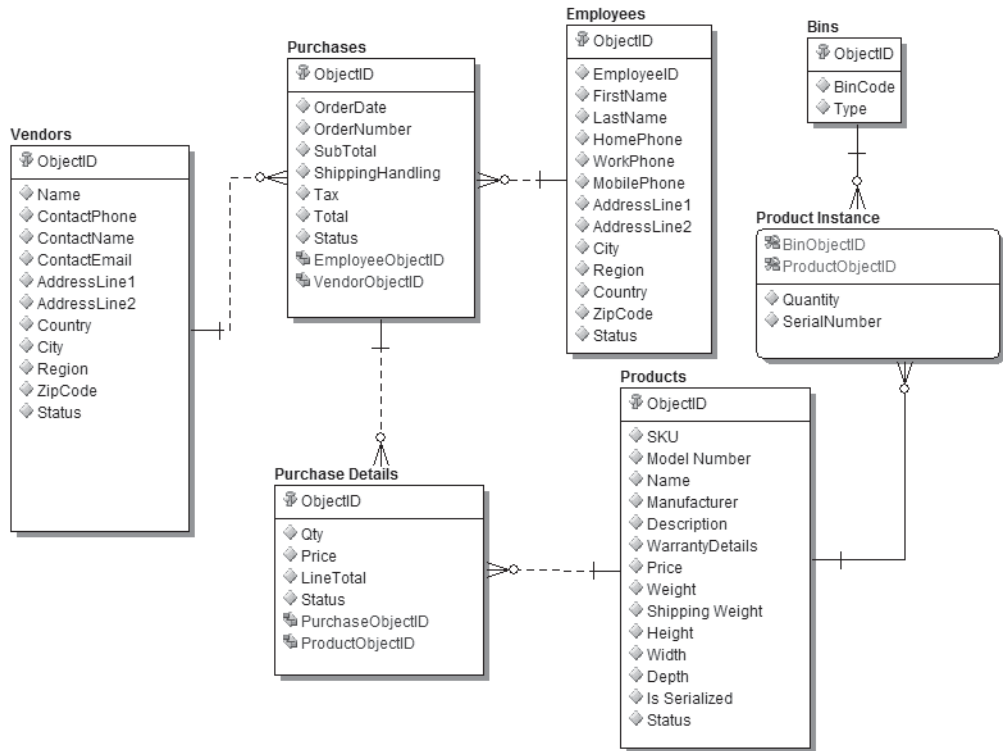 Vendors
ObjectID
Name
ContactPhone
ContactName
ContactEmail
AddressLine1
AddressLine2
Country
City
Region
ZipCode
Status
Purchases
ObjectID
OrderDate
OrderNumber
SubTotal
ShippingHandling
Tax
Total
Status
EmployeeObjectID
VendorObjectID
Employees
ObjectID
EmployeeID
FirstName
LastName
HomePhone
WorkPhone
MobilePhone
AddressLine1
AddressLine2
City
Region
Country
ZipCode
Status
Bins
ObjectID
BinCode
Type
Product Instance
BinObjectID
ProductObjectID
Quantity
SerialNumber
Purchase Details
ObjectID
Qty
Price
LineTotal
Status
PurchaseObjectID
ProductObjectID
Products
ObjectID
SKU
Model Number
Name
Manufacturer
Description
WarrantyDetails
Price
Weight
Shipping Weight
Height
Width
Depth
Is Serialized
Status